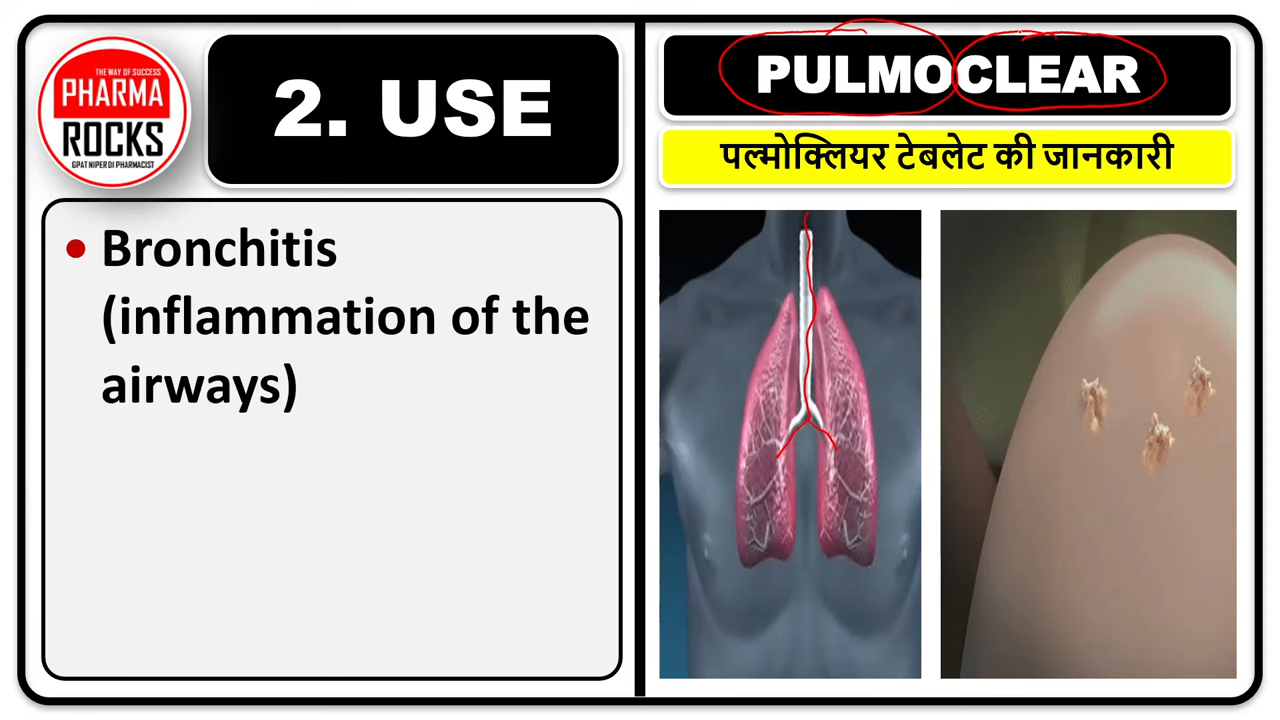 THE WAY OF SUCCESS
PHARMA
ROCKS
GPAT NIPER DI PHARMACIST
2. USE
• Bronchitis
(inflammation of the
airways)
PULMOCLEAR
पल्मोक्लियर टेबलेट की जानकारी